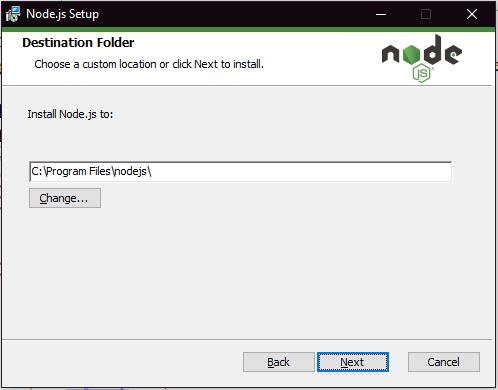 Node.js Setup
Destination Folder
Choose a custom location or click Next to install.
node
JS
Install Node.js to:
C:\Program Files\nodejs\
Change...
Back
Next
Cancel